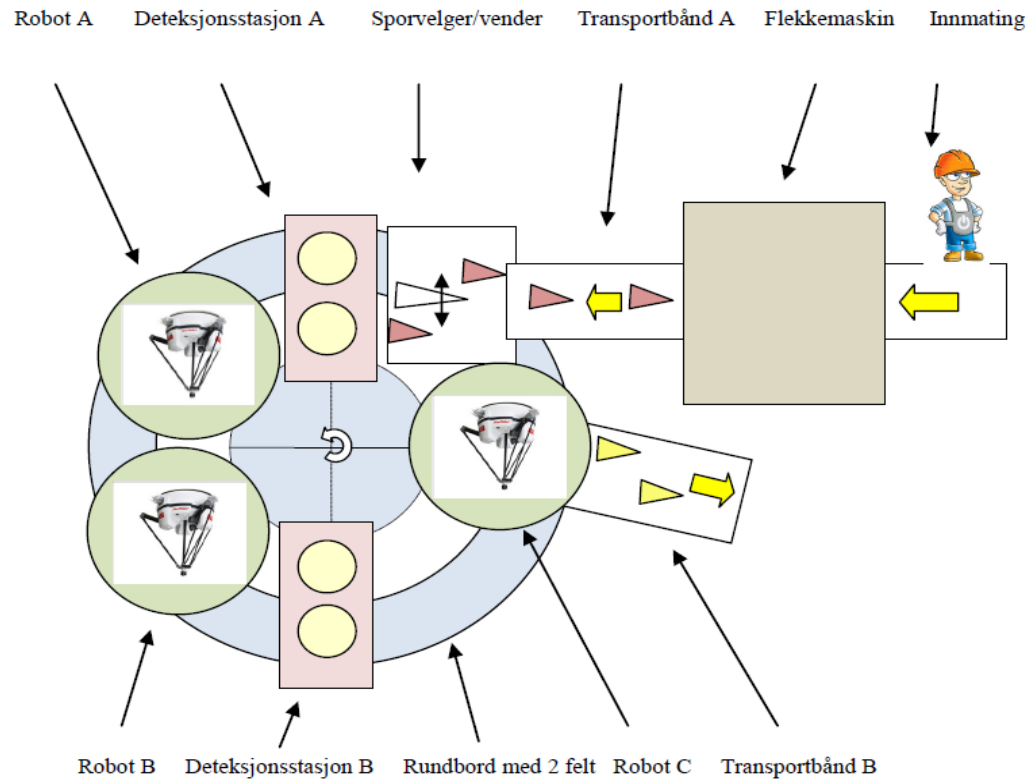 Robot A Deteksjonsstasjon A Sporvelger/vender Transportbånd A Flekkemaskin Innmating
Robot B Deteksjonsstasjon B Rundbord med 2 felt Robot C Transportbånd B